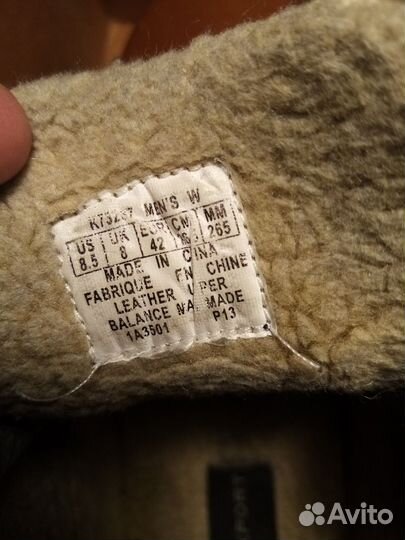 MEN'S W
US UK EUR CM MM
8.5 8 42 265
MADE IN CHINA
FABRIQUE EN CHINE
LEATHER UPPER
BALANCE MAN MADE
1A3501 P13
PORT
Avito